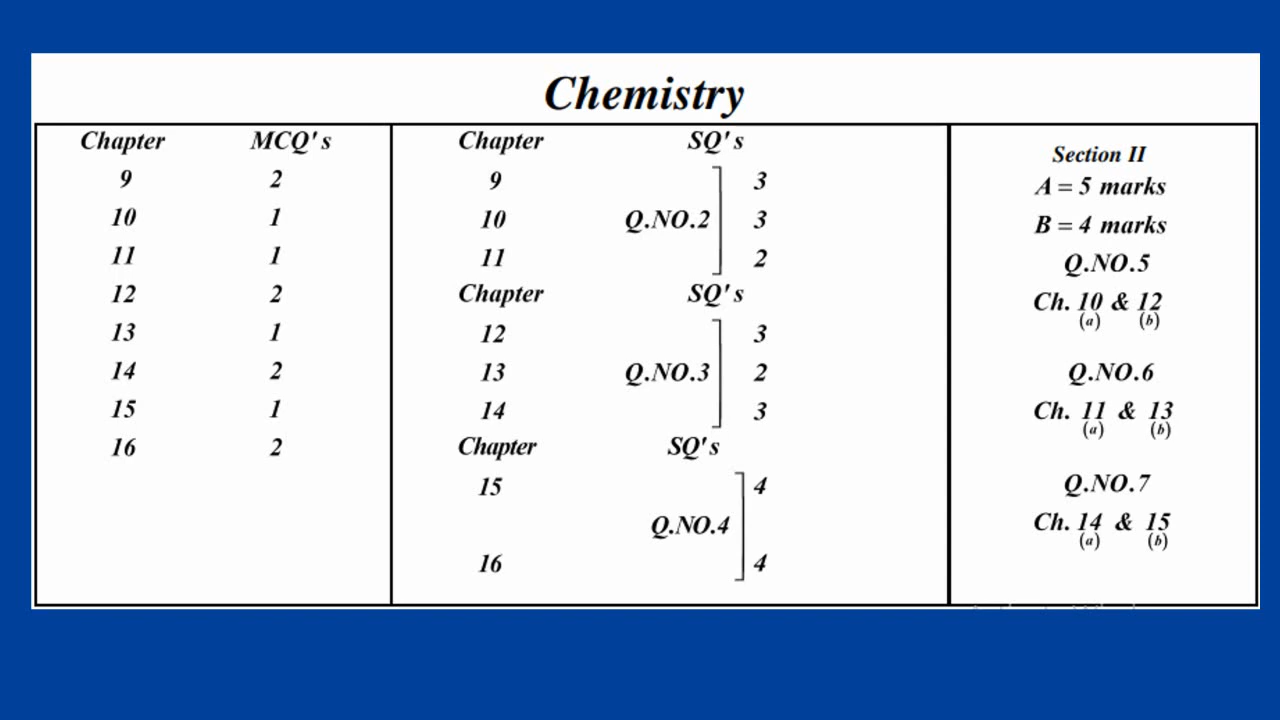 Chemistry
Chapter MCQ's
9 2
10 1
11 1
12 2
13 1
14 2
15 1
16 2
Chapter SQ's
9 3
10 Q.NO.2 3
11 2
Chapter SQ's
12 3
13 Q.NO.3 2
14 3
Chapter SQ's
15 4
Q.NO.4
16 4
Section II
A = 5 marks
B = 4 marks
Q.NO.5
Ch. 10 & 12
(a) (b)
Q.NO.6
Ch. 11 & 13
(a) (b)
Q.NO.7
Ch. 14 & 15
(a) (b)